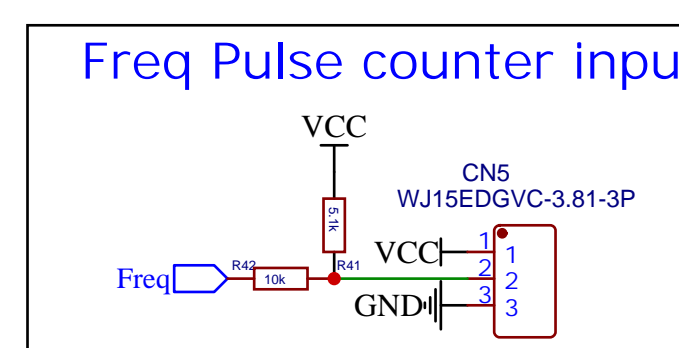 Freq Pulse counter inpu
VCC
CN5
WJ15EDGVC-3.81-3P
5.1k
VCC
1
1
R42
R41
2
2
Freq
10k
GND
3
3